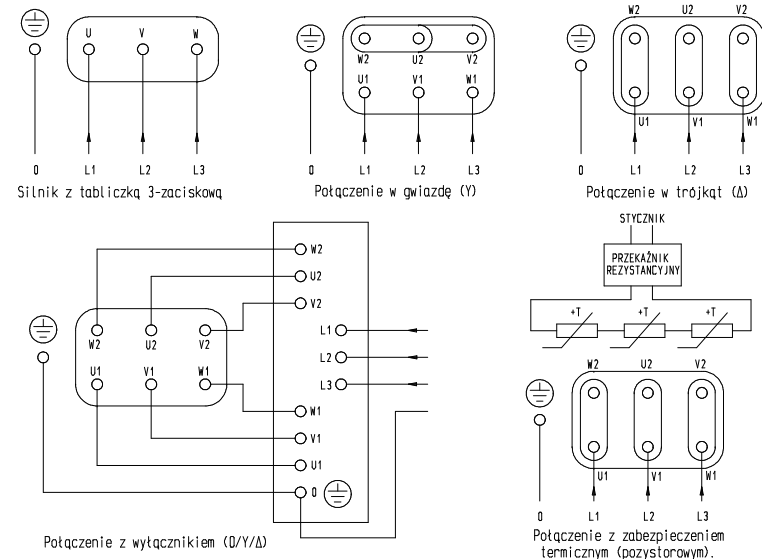 U V W
0 L1 L2 L3
Silnik z tabliczką 3-zaciskową
W2 U2 V2
U1 V1 W1
0 L1 L2 L3
Połączenie w gwiazdę (Y)
W2 U2 V2
U1 V1 W1
0 L1 L2 L3
Połączenie w trójkąt (Δ)
W2
U2
V2
L1
L2
L3
W1
V1
U1
0
W2 U2 V2
U1 V1 W1
Połączenie z wyłącznikiem (0/Y/Δ)
STYCZNIK
PRZEKAŹNIK
REZYSTANCYJNY
+T +T +T
W2 U2 V2
U1 V1 W1
0 L1 L2 L3
Połączenie z zabezpieczeniem
termicznym (pozystorowym).